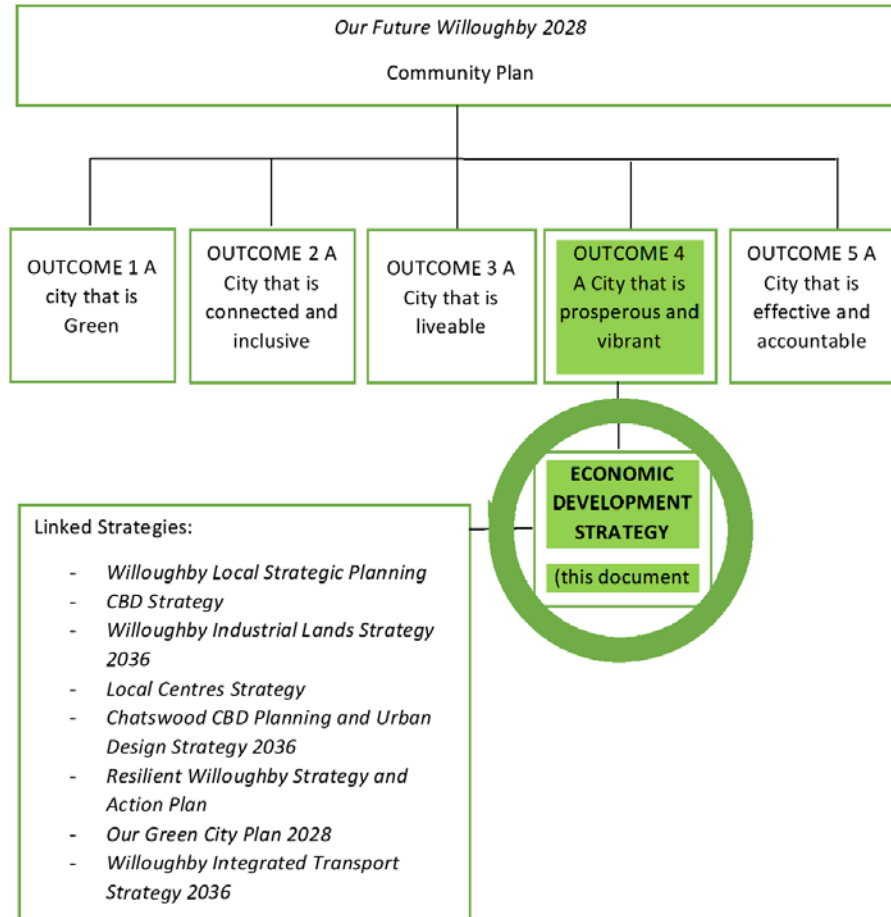 Our Future Willoughby 2028
Community Plan
OUTCOME 1 A
city that is
Green
OUTCOME 2 A
City that is
connected and
inclusive
OUTCOME 3 A
City that is
liveable
OUTCOME 4
A City that is
prosperous and
vibrant
OUTCOME 5 A
City that is
effective and
accountable
ECONOMIC
DEVELOPMENT
STRATEGY
(this document
Linked Strategies:
- Willoughby Local Strategic Planning
- CBD Strategy
- Willoughby Industrial Lands Strategy
2036
- Local Centres Strategy
- Chatswood CBD Planning and Urban
Design Strategy 2036
- Resilient Willoughby Strategy and
Action Plan
- Our Green City Plan 2028
- Willoughby Integrated Transport
Strategy 2036